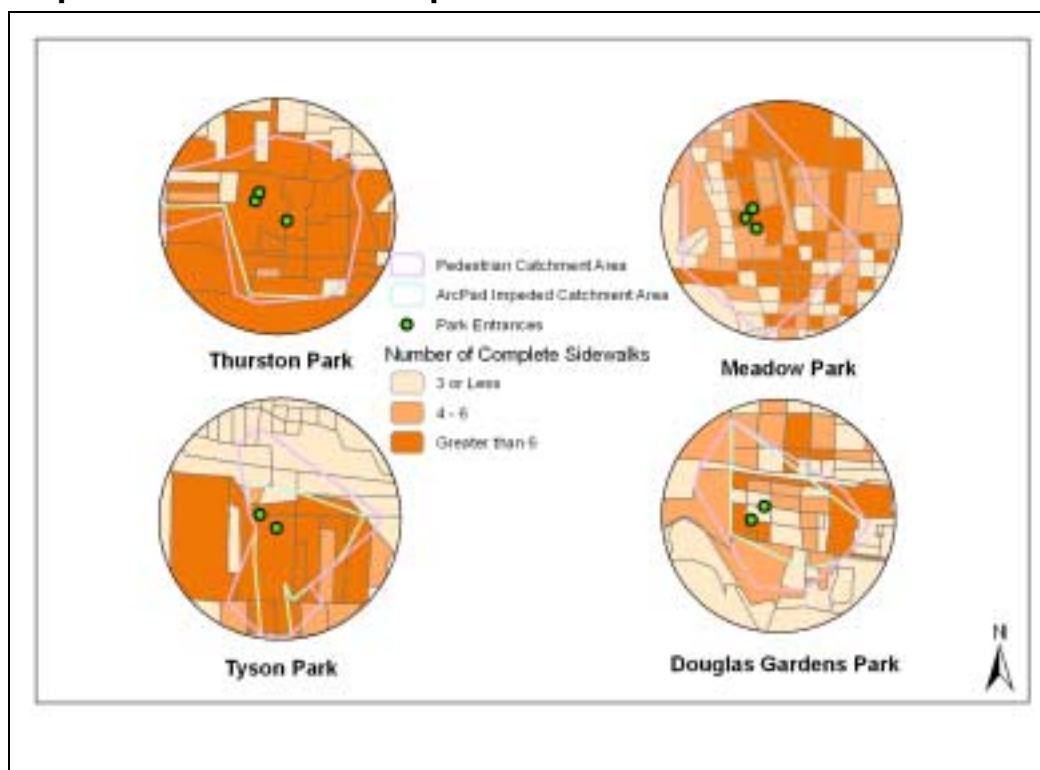 Thurston Park
Meadow Park
Pedestrian Catchment Area
ArcPad Impeded Catchment Area
Park Entrances
Number of Complete Sidewalks
3 or Less
4 - 6
Greater than 6
Tyson Park
Douglas Gardens Park
N